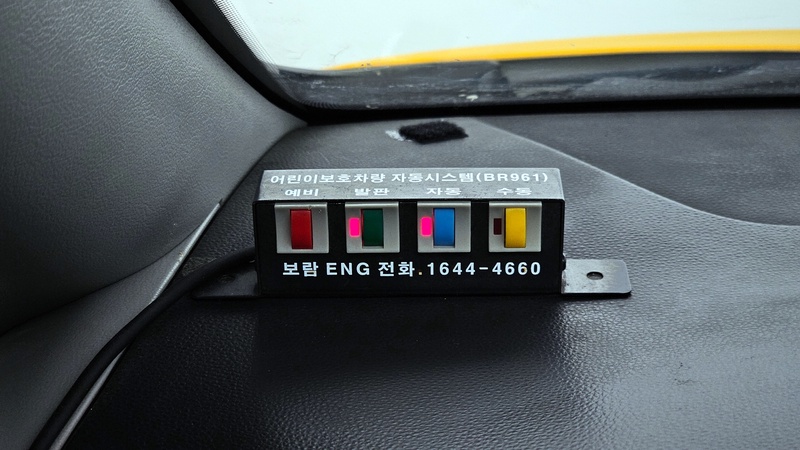 어린이보호차량 자동시스템(BR961)
예비 발판 자동 수동
보람 ENG 전화.1644-4660